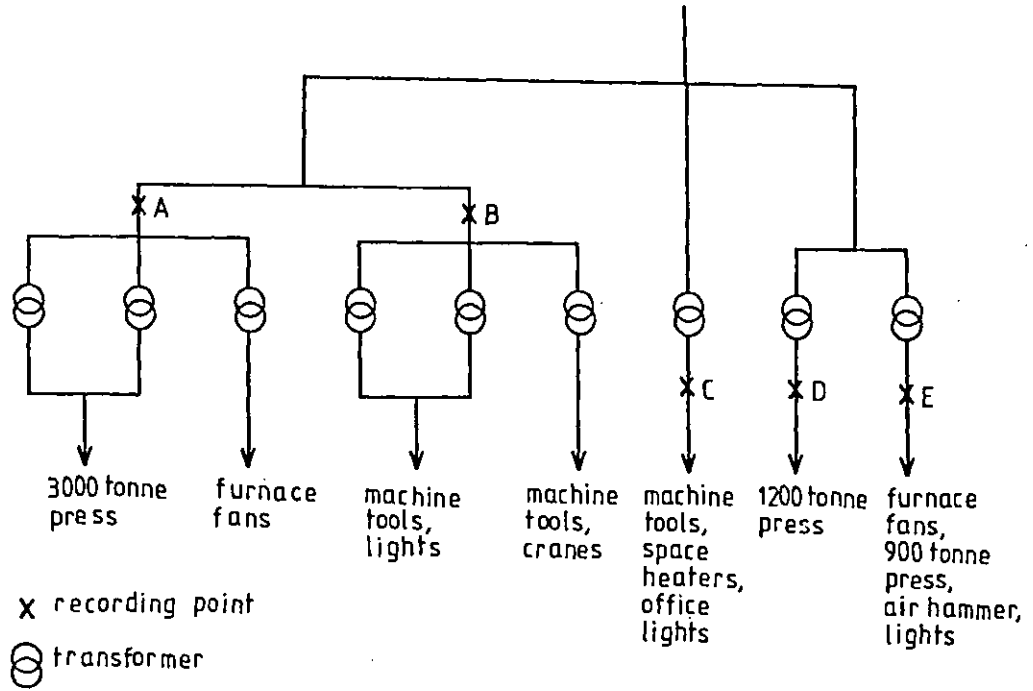 A
B
C
D
E
3000 tonne
press
furnace
fans
machine
tools,
lights
machine
tools,
cranes
machine
tools,
space
heaters,
office
lights
1200 tonne
press
furnace
fans,
900 tonne
press,
air hammer,
lights
x recording point
transformer